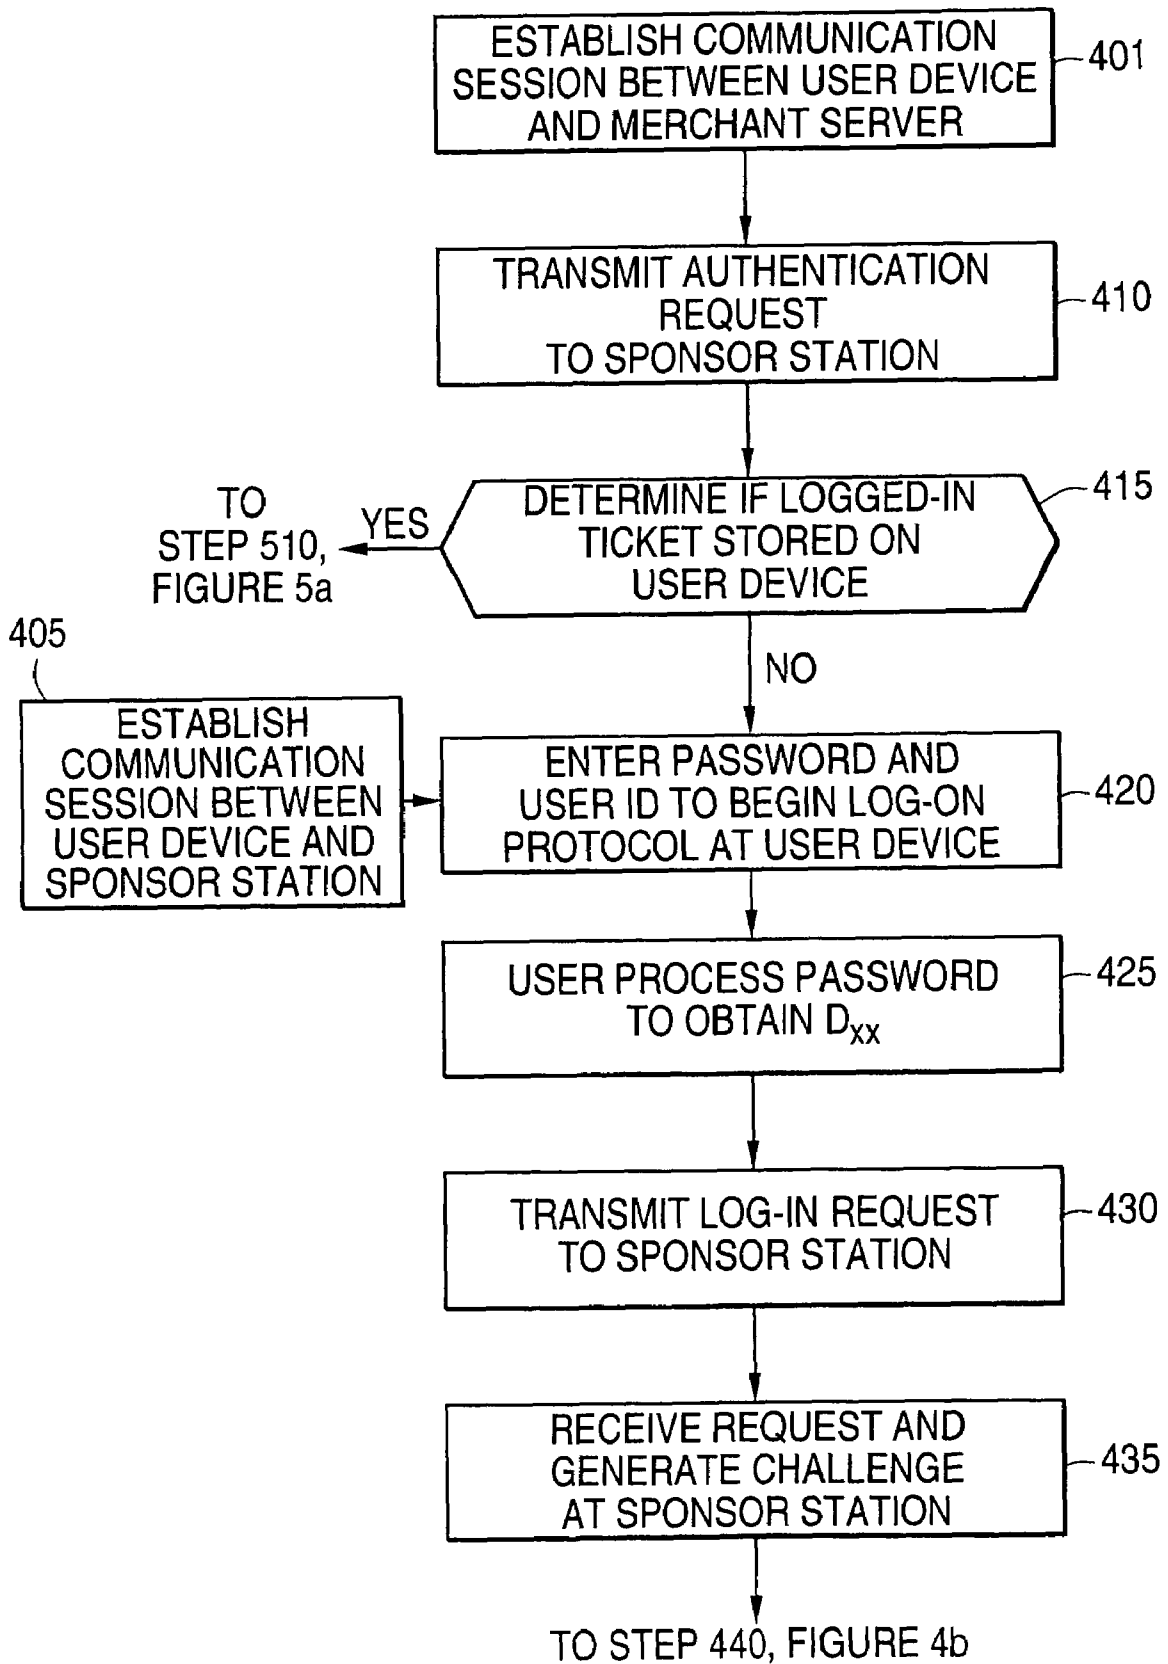 ESTABLISH COMMUNICATION
SESSION BETWEEN USER DEVICE
AND MERCHANT SERVER
401
TRANSMIT AUTHENTICATION
REQUEST
TO SPONSOR STATION
410
DETERMINE IF LOGGED-IN
TICKET STORED ON
USER DEVICE
415
YES
TO
STEP 510,
FIGURE 5a
NO
405
ESTABLISH
COMMUNICATION
SESSION BETWEEN
USER DEVICE AND
SPONSOR STATION
ENTER PASSWORD AND
USER ID TO BEGIN LOG-ON
PROTOCOL AT USER DEVICE
420
USER PROCESS PASSWORD
TO OBTAIN Dxx
425
TRANSMIT LOG-IN REQUEST
TO SPONSOR STATION
430
RECEIVE REQUEST AND
GENERATE CHALLENGE
AT SPONSOR STATION
435
TO STEP 440, FIGURE 4b